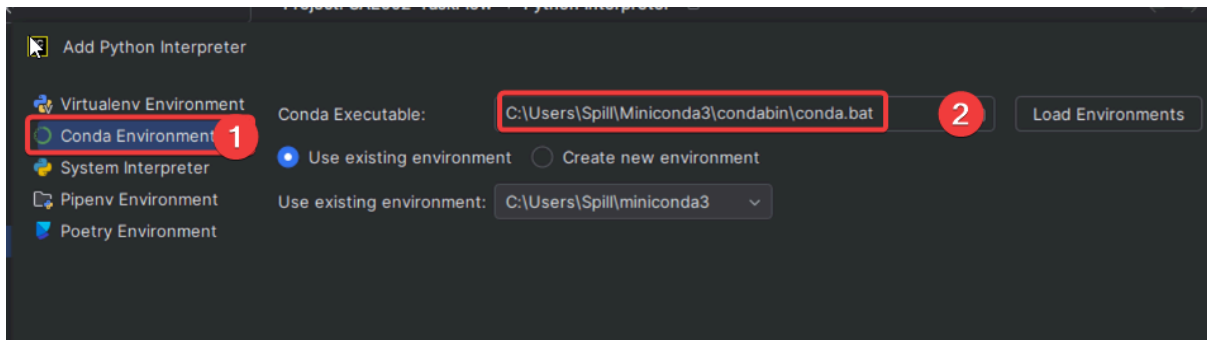 Add Python Interpreter
Virtualenv Environment
Conda Environment 1
System Interpreter
Pipenv Environment
Poetry Environment
Conda Executable: C:\Users\Spill\Miniconda3\condabin\conda.bat 2 Load Environments
Use existing environment Create new environment
Use existing environment: C:\Users\Spill\miniconda3